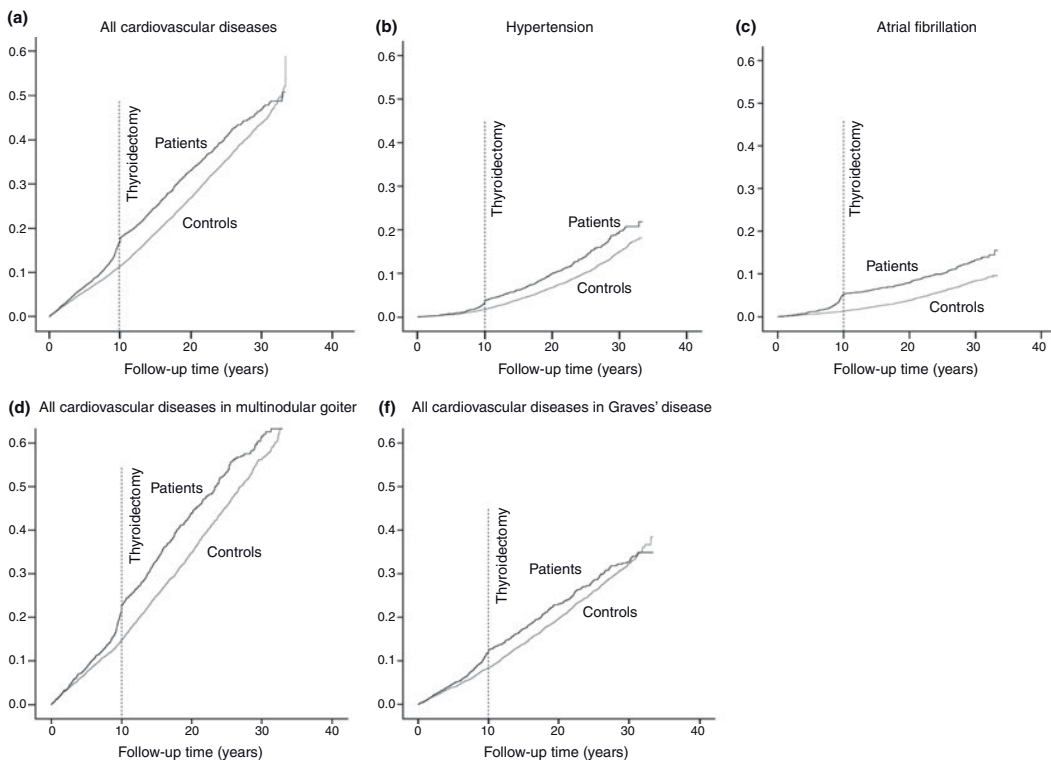 (a)
All cardiovascular diseases
0.6
0.5
0.4
0.3
0.2
0.1
0.0
Thyroidectomy
Patients
Controls
0
10
20
30
40
Follow-up time (years)
(b)
Hypertension
0.6
0.5
0.4
0.3
0.2
0.1
0.0
Thyroidectomy
Patients
Controls
0
10
20
30
40
Follow-up time (years)
(c)
Atrial fibrillation
0.6
0.5
0.4
0.3
0.2
0.1
0.0
Thyroidectomy
Patients
Controls
0
10
20
30
40
Follow-up time (years)
(d) All cardiovascular diseases in multinodular goiter
0.6
0.5
0.4
0.3
0.2
0.1
0.0
Thyroidectomy
Patients
Controls
0
10
20
30
40
Follow-up time (years)
(f) All cardiovascular diseases in Graves’ disease
0.6
0.5
0.4
0.3
0.2
0.1
0.0
Thyroidectomy
Patients
Controls
0
10
20
30
40
Follow-up time (years)